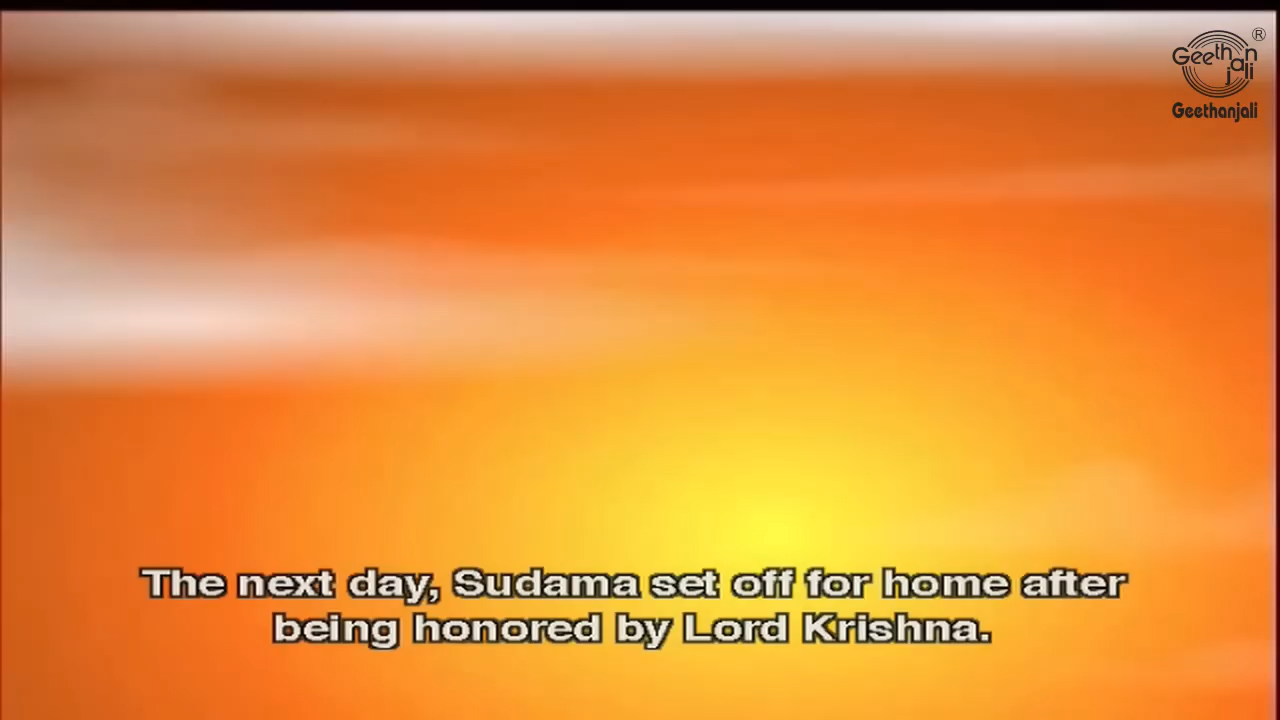 Geethanjali
®
Geethanjali
The next day, Sudama set off for home after
being honored by Lord Krishna.